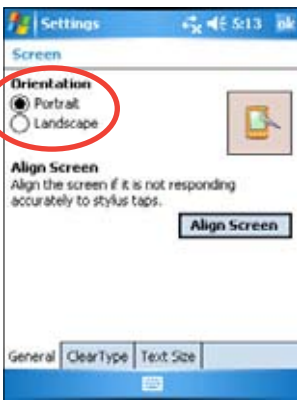 Settings 5:13 ok
Screen
Orientation
Portrait
Landscape
Align Screen
Align the screen if it is not responding
accurately to stylus taps.
Align Screen
General ClearType Text Size